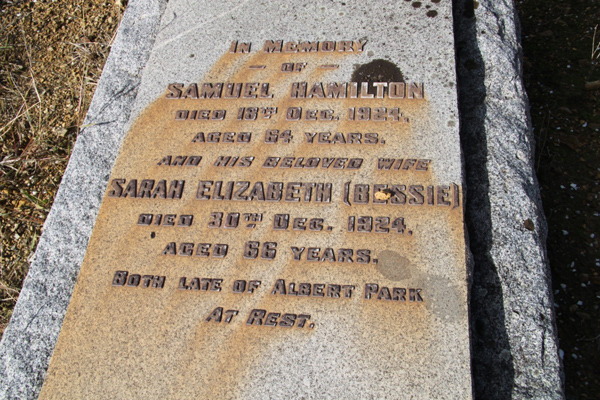 In Memory
— of —
Samuel Hamilton
Died 18th Dec. 1924.
Aged 64 years.
And his beloved wife
Sarah Elizabeth (Bessie)
Died 30th Dec. 1924.
Aged 66 years.
Both late of Albert Park
At Rest.